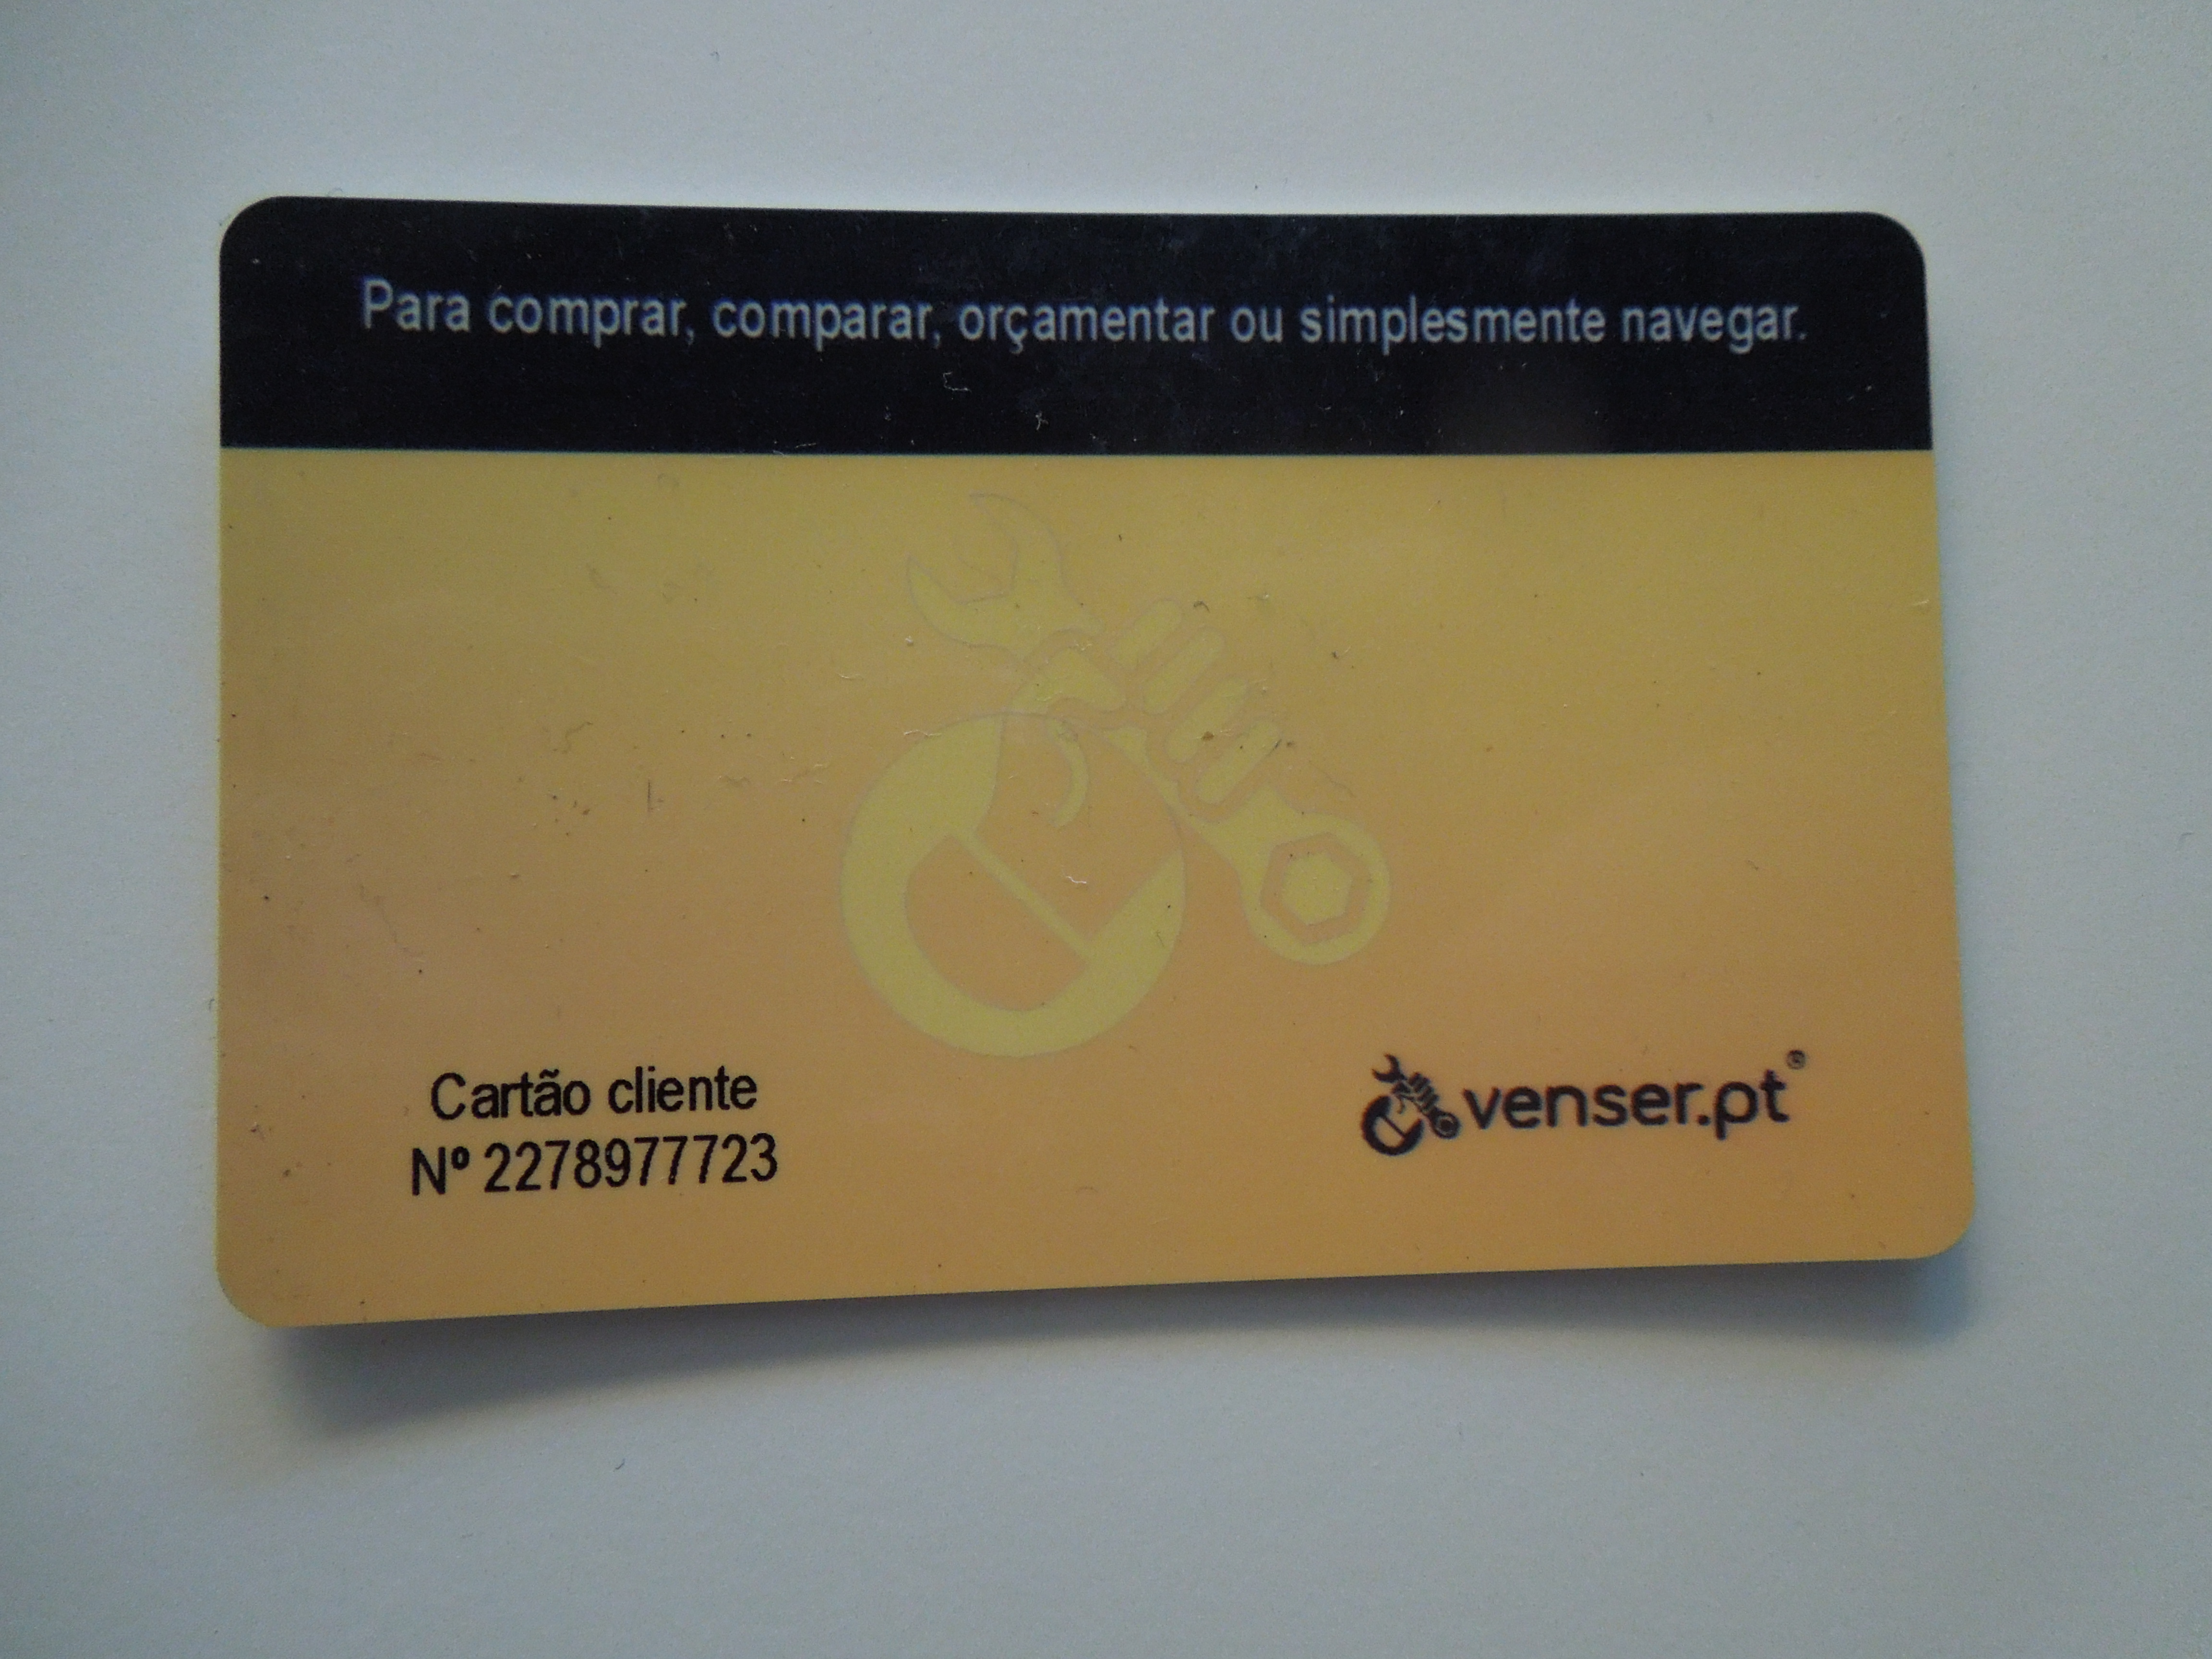 Para comprar, comparar, orçamentar ou simplesmente navegar.
Cartão cliente
Nº 2278977723
venser.pt®